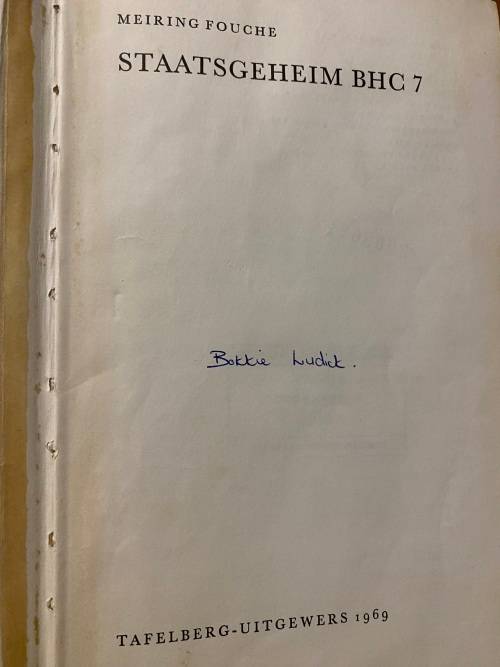 MEIRING FOUCHE
STAATSGEHEIM BHC 7
Bokkie Ludick.
TAFELBERG-UITGEWERS 1969